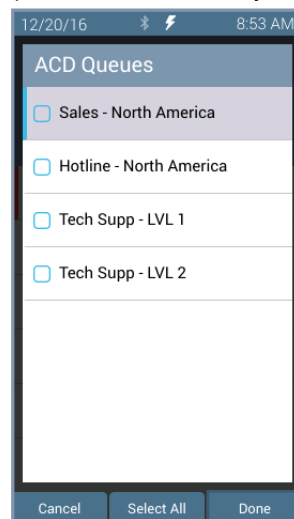 12/20/16 8:53 AM
ACD Queues
Sales - North America
Hotline - North America
Tech Supp - LVL 1
Tech Supp - LVL 2
Cancel Select All Done